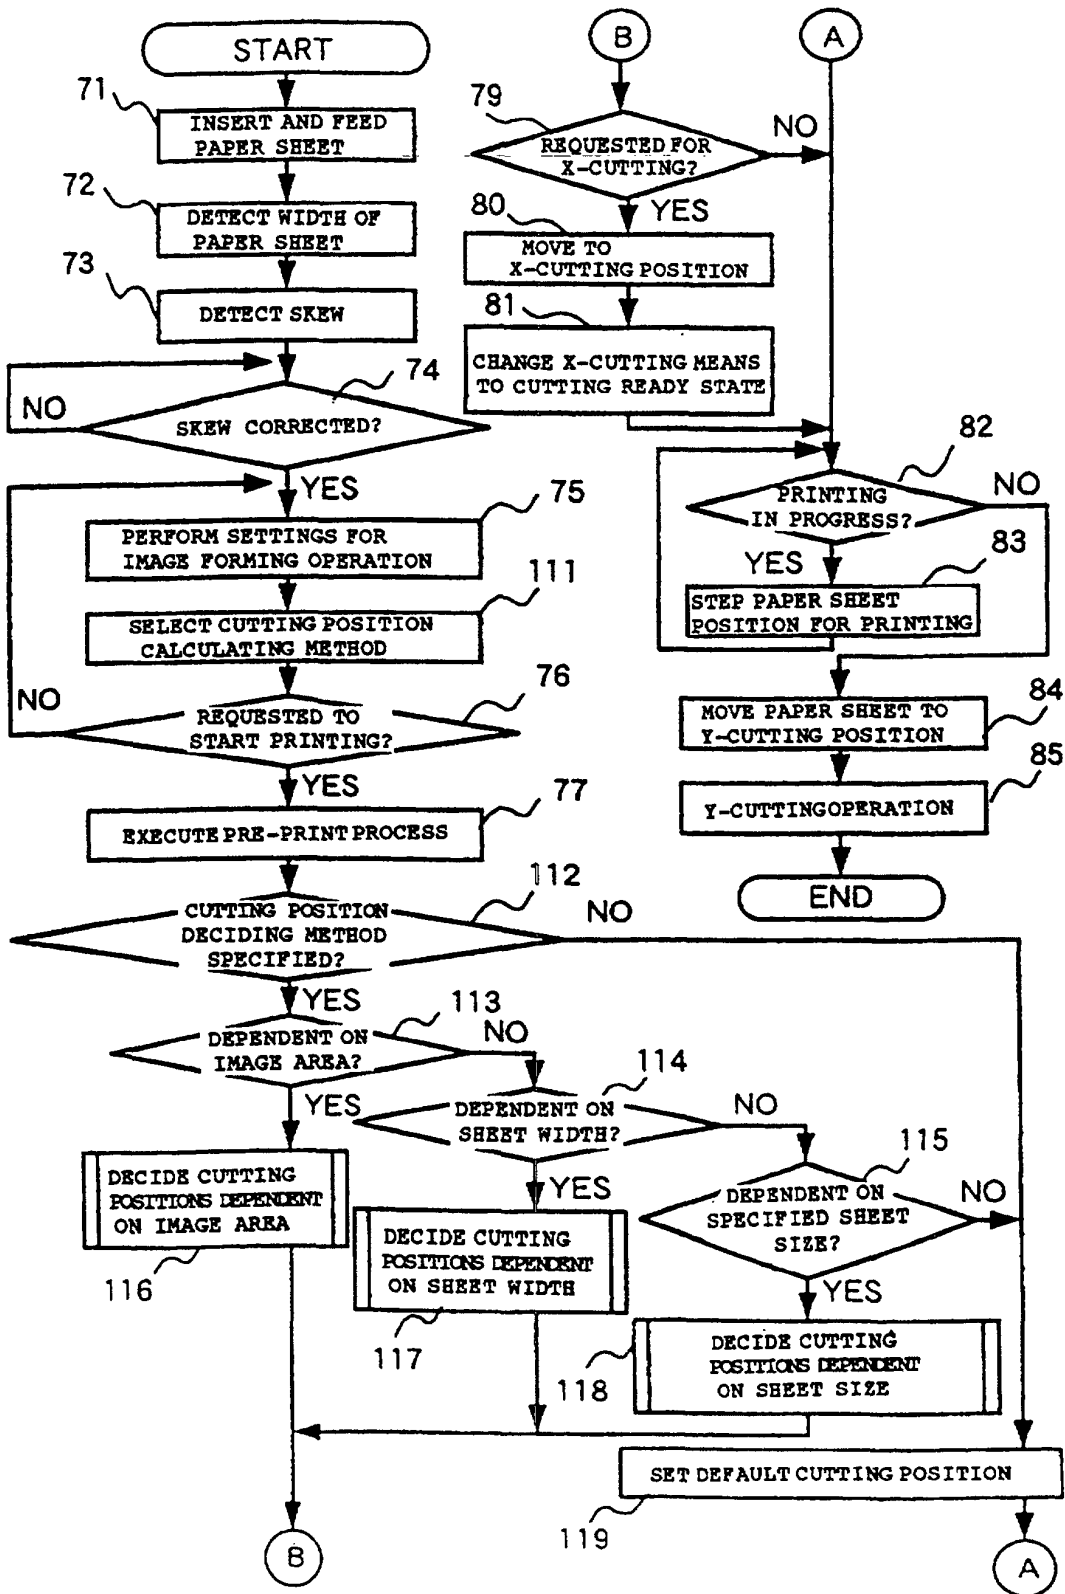 START
71
INSERT AND FEED
PAPER SHEET
72
DETECT WIDTH OF
PAPER SHEET
73
DETECT SKEW
74
NO
SKEW CORRECTED?
YES
75
PERFORM SETTINGS FOR
IMAGE FORMING OPERATION
111
SELECT CUTTING POSITION
CALCULATING METHOD
76
NO
REQUESTED TO
START PRINTING?
YES
77
EXECUTE PRE-PRINT PROCESS
112
CUTTING POSITION
DECIDING METHOD
SPECIFIED?
NO
YES
113
DEPENDENT ON
IMAGE AREA?
NO
YES
114
DEPENDENT ON
SHEET WIDTH?
NO
YES
115
DEPENDENT ON
SPECIFIED SHEET
SIZE?
NO
YES
DECIDE CUTTING
POSITIONS DEPENDENT
ON IMAGE AREA
116
DECIDE CUTTING
POSITIONS DEPENDENT
ON SHEET WIDTH
117
DECIDE CUTTING
POSITIONS DEPENDENT
ON SHEET SIZE
118
SET DEFAULT CUTTING POSITION
119
B
A
B
A
79
REQUESTED FOR
X-CUTTING?
NO
YES
80
MOVE TO
X-CUTTING POSITION
81
CHANGE X-CUTTING MEANS
TO CUTTING READY STATE
82
PRINTING
IN PROGRESS?
NO
YES
83
STEP PAPER SHEET
POSITION FOR PRINTING
84
MOVE PAPER SHEET TO
Y-CUTTING POSITION
85
Y-CUTTING OPERATION
END